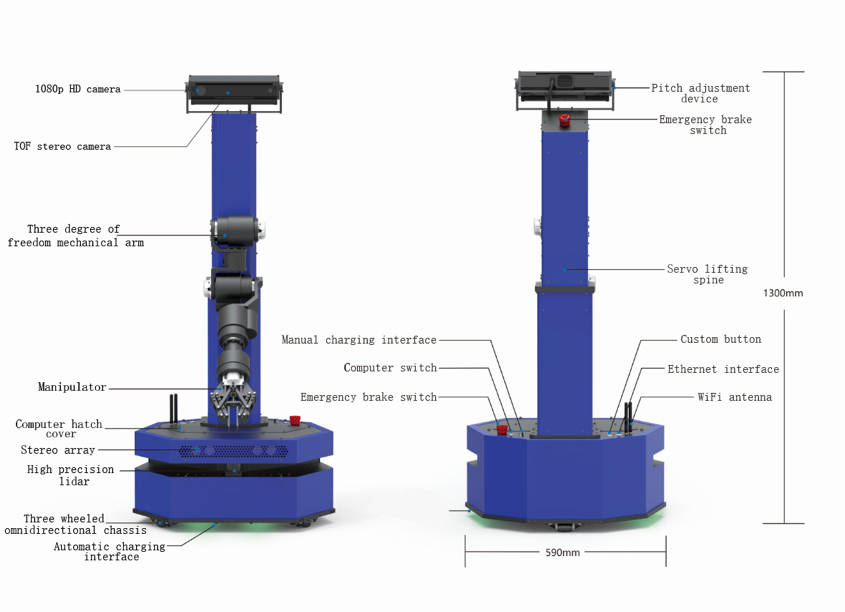 1080p HD camera
TOF stereo camera
Three degree of
freedom mechanical arm
Manipulator
Computer hatch
cover
Stereo array
High precision
lidar
Three wheeled
omnidirectional chassis
Automatic charging
interface
Pitch adjustment
device
Emergency brake
switch
Servo lifting
spine
1300mm
Manual charging interface
Computer switch
Emergency brake switch
Custom button
Ethernet interface
WiFi antenna
590mm